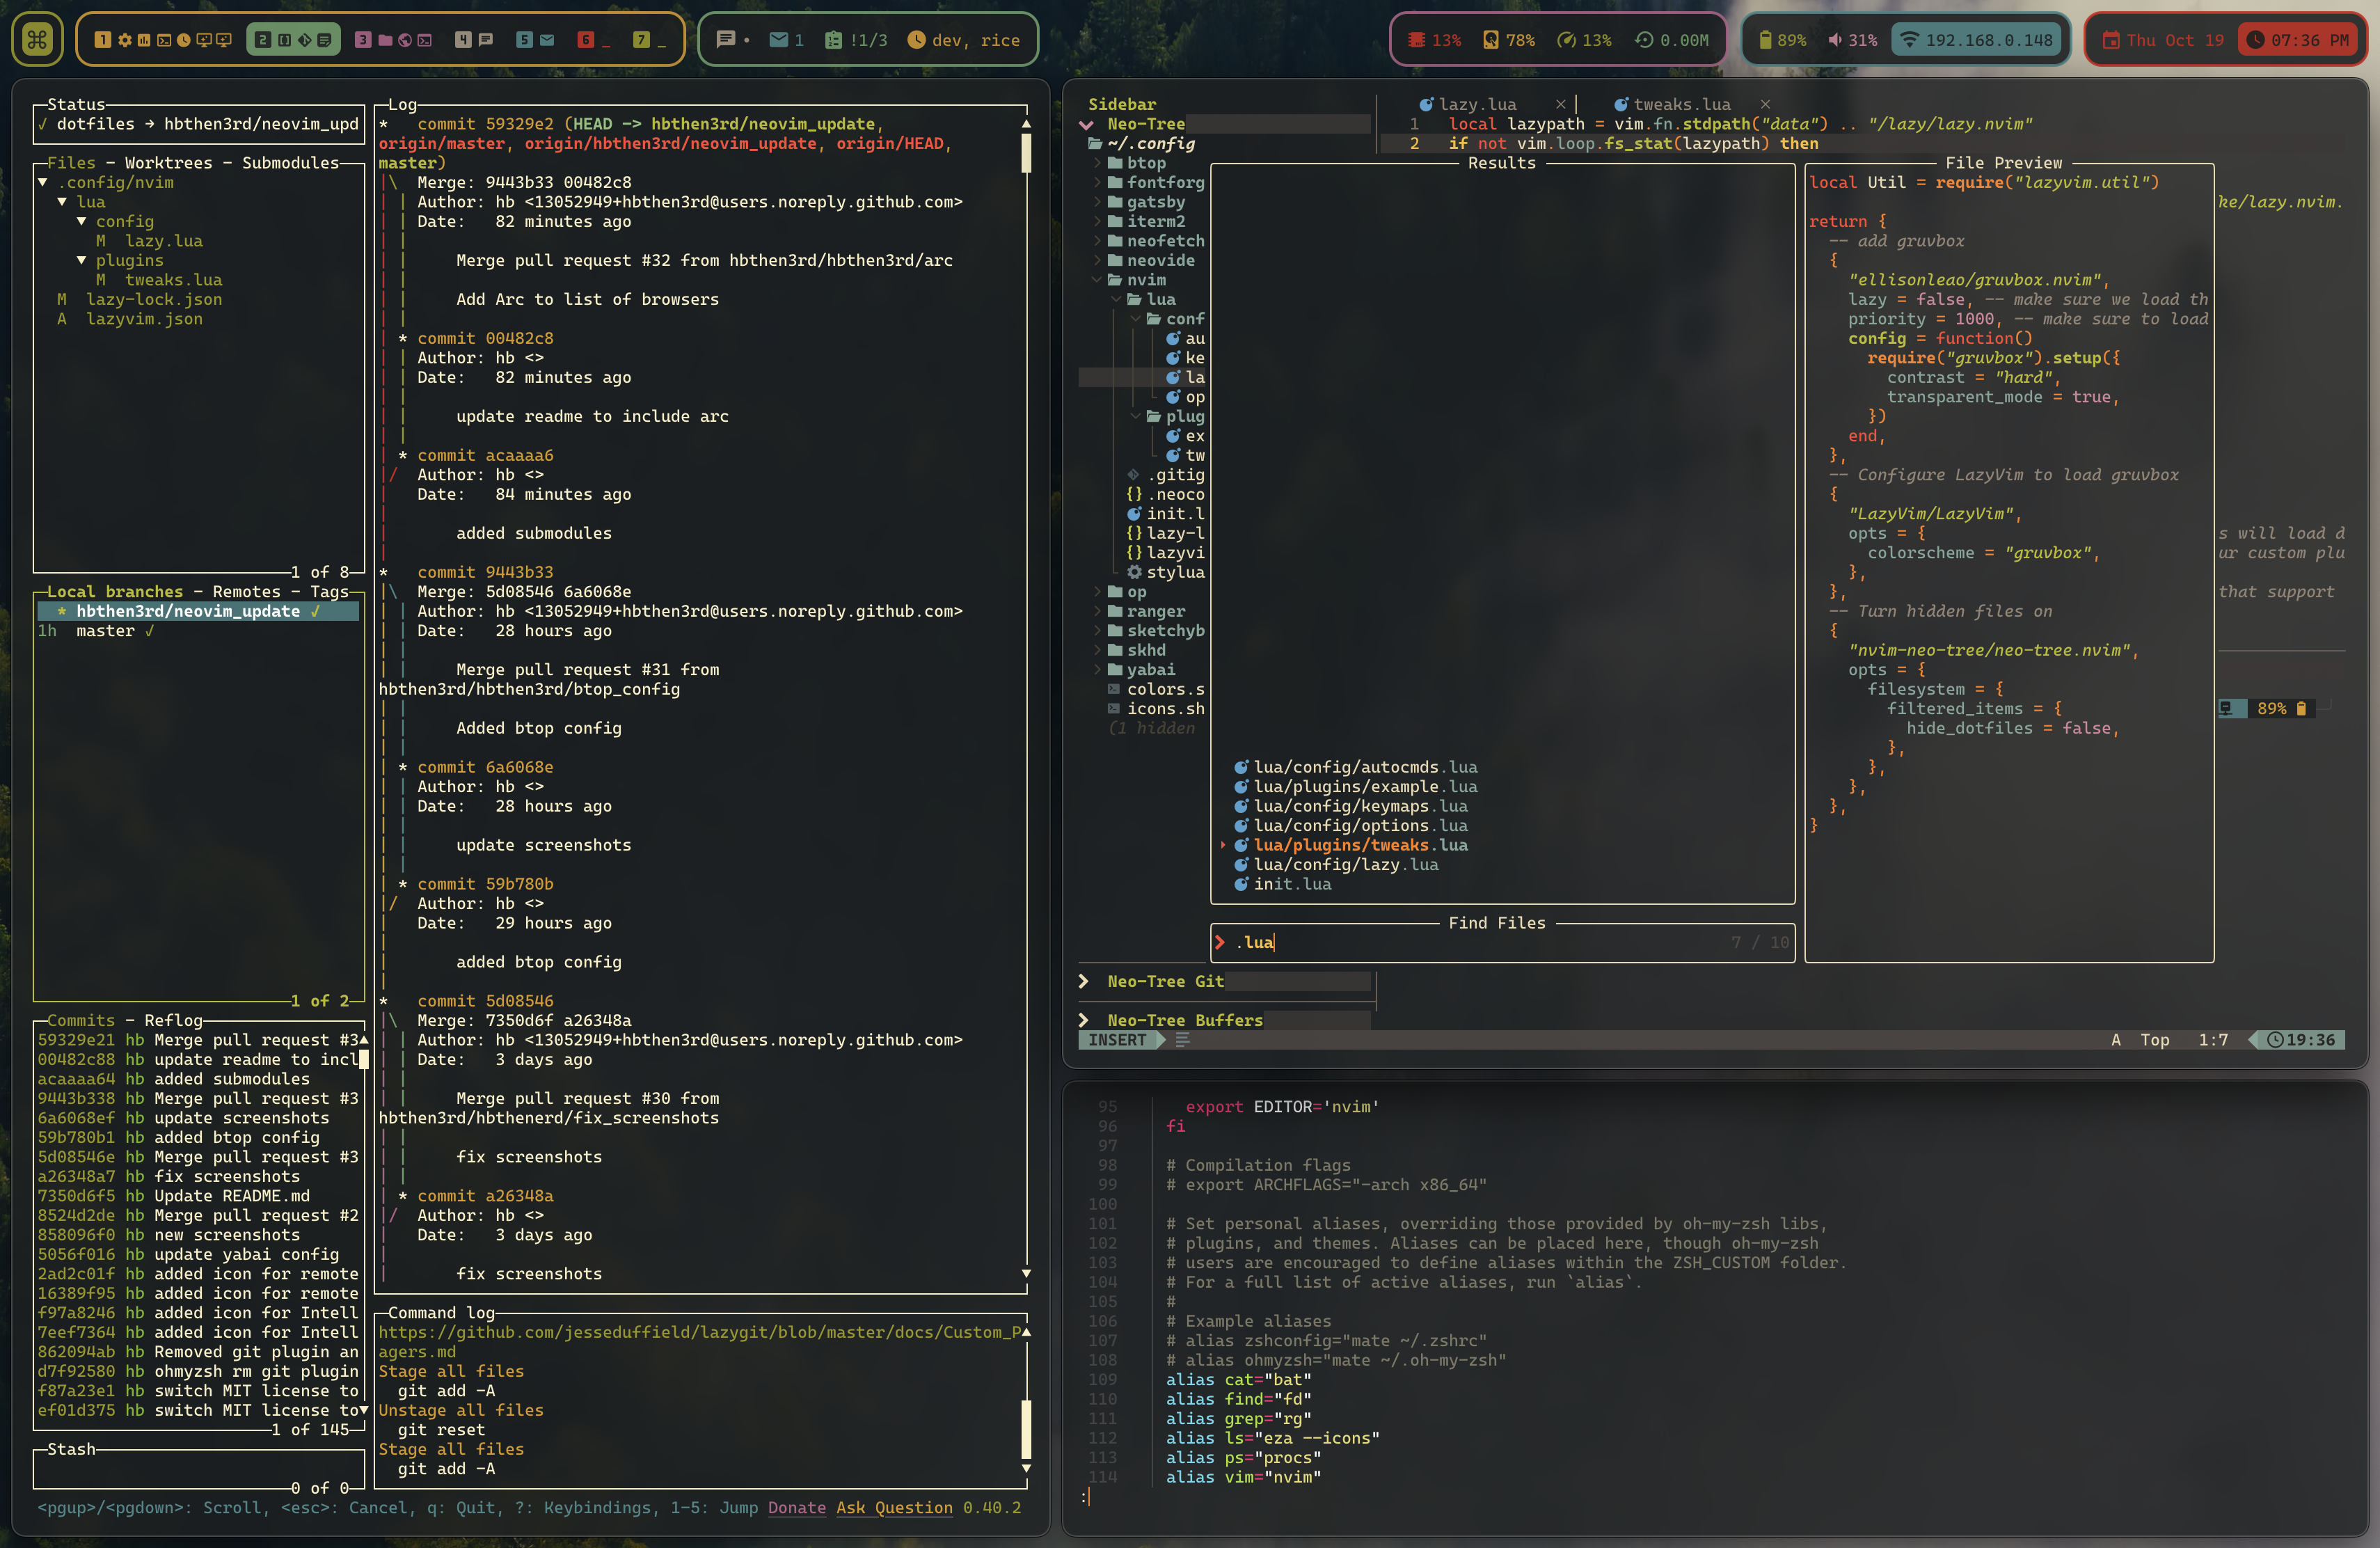 1 2 3 4 5 6 _ 7 _
1 !1/3 dev, rice
13% 78% 13% 0.00M
89% 31% 192.168.0.148
Thu Oct 19 07:36 PM
Status
✓ dotfiles → hbthen3rd/neovim_upd
Files - Worktrees - Submodules
▼ .config/nvim
▼ lua
▼ config
M lazy.lua
▼ plugins
M tweaks.lua
M lazy-lock.json
A lazyvim.json
1 of 8
Local branches - Remotes - Tags
* hbthen3rd/neovim_update ✓
1h master ✓
1 of 2
Commits - Reflog
59329e21 hb Merge pull request #3
00482c88 hb update readme to incl
acaaaa64 hb added submodules
9443b338 hb Merge pull request #3
6a6068ef hb update screenshots
59b780b1 hb added btop config
5d08546e hb Merge pull request #3
a26348a7 hb fix screenshots
7350d6f5 hb Update README.md
8524d2de hb Merge pull request #2
858096f0 hb new screenshots
5056f016 hb update yabai config
2ad2c01f hb added icon for remote
16389f95 hb added icon for remote
f97a8246 hb added icon for Intell
7eef7364 hb added icon for Intell
862094ab hb Removed git plugin an
d7f92580 hb ohmyzsh rm git plugin
f87a23e1 hb switch MIT license to
ef01d375 hb switch MIT license to
1 of 145
Stash
0 of 0
Log
* commit 59329e2 (HEAD -> hbthen3rd/neovim_update,
origin/master, origin/hbthen3rd/neovim_update, origin/HEAD,
master)
|\ Merge: 9443b33 00482c8
| | Author: hb <13052949+hbthen3rd@users.noreply.github.com>
| | Date: 82 minutes ago
| |
| | Merge pull request #32 from hbthen3rd/hbthen3rd/arc
| |
| | Add Arc to list of browsers
| |
| * commit 00482c8
| | Author: hb <>
| | Date: 82 minutes ago
| |
| | update readme to include arc
| |
| * commit acaaaa6
|/ Author: hb <>
| Date: 84 minutes ago
|
| added submodules
|
* commit 9443b33
|\ Merge: 5d08546 6a6068e
| | Author: hb <13052949+hbthen3rd@users.noreply.github.com>
| | Date: 28 hours ago
| |
| | Merge pull request #31 from
hbthen3rd/hbthen3rd/btop_config
| |
| | Added btop config
| |
| * commit 6a6068e
| | Author: hb <>
| | Date: 28 hours ago
| |
| | update screenshots
| |
| * commit 59b780b
|/ Author: hb <>
| Date: 29 hours ago
|
| added btop config
|
* commit 5d08546
|\ Merge: 7350d6f a26348a
| | Author: hb <13052949+hbthen3rd@users.noreply.github.com>
| | Date: 3 days ago
| |
| | Merge pull request #30 from
hbthen3rd/hbthenerd/fix_screenshots
| |
| | fix screenshots
| |
| * commit a26348a
|/ Author: hb <>
| Date: 3 days ago
|
| fix screenshots
Command log
https://github.com/jesseduffield/lazygit/blob/master/docs/Custom_P
agers.md
Stage all files
git add -A
Unstage all files
git reset
Stage all files
git add -A
<pgup>/<pgdown>: Scroll, <esc>: Cancel, q: Quit, ?: Keybindings, 1-5: Jump Donate Ask Question 0.40.2
Sidebar
Neo-Tree
~/.config
btop
fontforg
gatsby
iterm2
neofetch
neovide
nvim
lua
conf
au
ke
la
op
plug
ex
tw
.gitig
{} .neoco
init.l
{} lazy-l
{} lazyvi
stylua
op
ranger
sketchyb
skhd
yabai
colors.s
icons.sh
(1 hidden
Neo-Tree Git
Neo-Tree Buffers
lazy.lua × tweaks.lua ×
1 local lazypath = vim.fn.stdpath("data") .. "/lazy/lazy.nvim"
2 if not vim.loop.fs_stat(lazypath) then
ke/lazy.nvim.
s will load d
ur custom plu
that support
89%
Results
lua/config/autocmds.lua
lua/plugins/example.lua
lua/config/keymaps.lua
lua/config/options.lua
lua/plugins/tweaks.lua
lua/config/lazy.lua
init.lua
Find Files
.lua 7 / 10
File Preview
local Util = require("lazyvim.util")
return {
-- add gruvbox
{
"ellisonleao/gruvbox.nvim",
lazy = false, -- make sure we load th
priority = 1000, -- make sure to load
config = function()
require("gruvbox").setup({
contrast = "hard",
transparent_mode = true,
})
end,
},
-- Configure LazyVim to load gruvbox
{
"LazyVim/LazyVim",
opts = {
colorscheme = "gruvbox",
},
},
-- Turn hidden files on
{
"nvim-neo-tree/neo-tree.nvim",
opts = {
filesystem = {
filtered_items = {
hide_dotfiles = false,
},
},
},
},
}
INSERT A Top 1:7 19:36
95 export EDITOR='nvim'
96 fi
97
98 # Compilation flags
99 # export ARCHFLAGS="-arch x86_64"
100
101 # Set personal aliases, overriding those provided by oh-my-zsh libs,
102 # plugins, and themes. Aliases can be placed here, though oh-my-zsh
103 # users are encouraged to define aliases within the ZSH_CUSTOM folder.
104 # For a full list of active aliases, run `alias`.
105 #
106 # Example aliases
107 # alias zshconfig="mate ~/.zshrc"
108 # alias ohmyzsh="mate ~/.oh-my-zsh"
109 alias cat="bat"
110 alias find="fd"
111 alias grep="rg"
112 alias ls="eza --icons"
113 alias ps="procs"
114 alias vim="nvim"
: